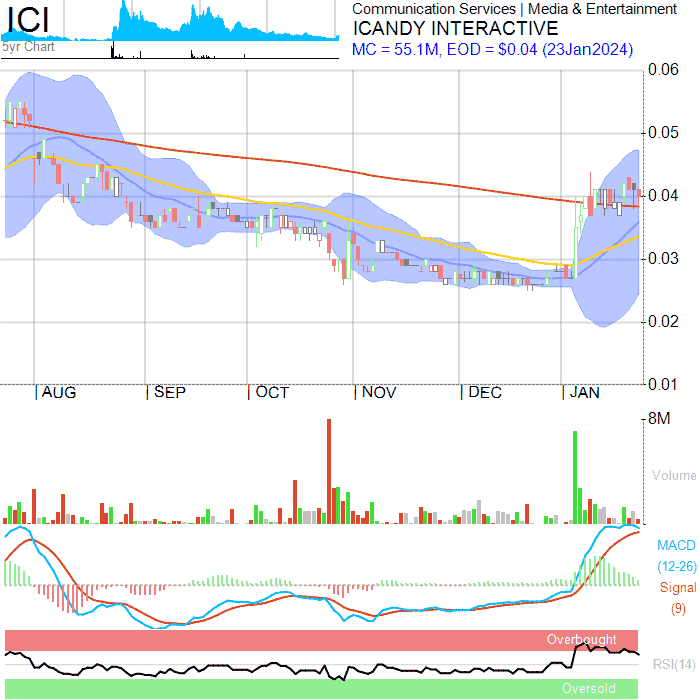 ICI
5yr Chart
Communication Services | Media & Entertainment
ICANDY INTERACTIVE
MC = 55.1M, EOD = $0.04 (23Jan2024)
0.06
0.05
0.04
0.03
0.02
0.01
| AUG | SEP | OCT | NOV | DEC | JAN
8M
Volume
MACD
(12-26)
Signal
(9)
Overbought
RSI(14)
Oversold